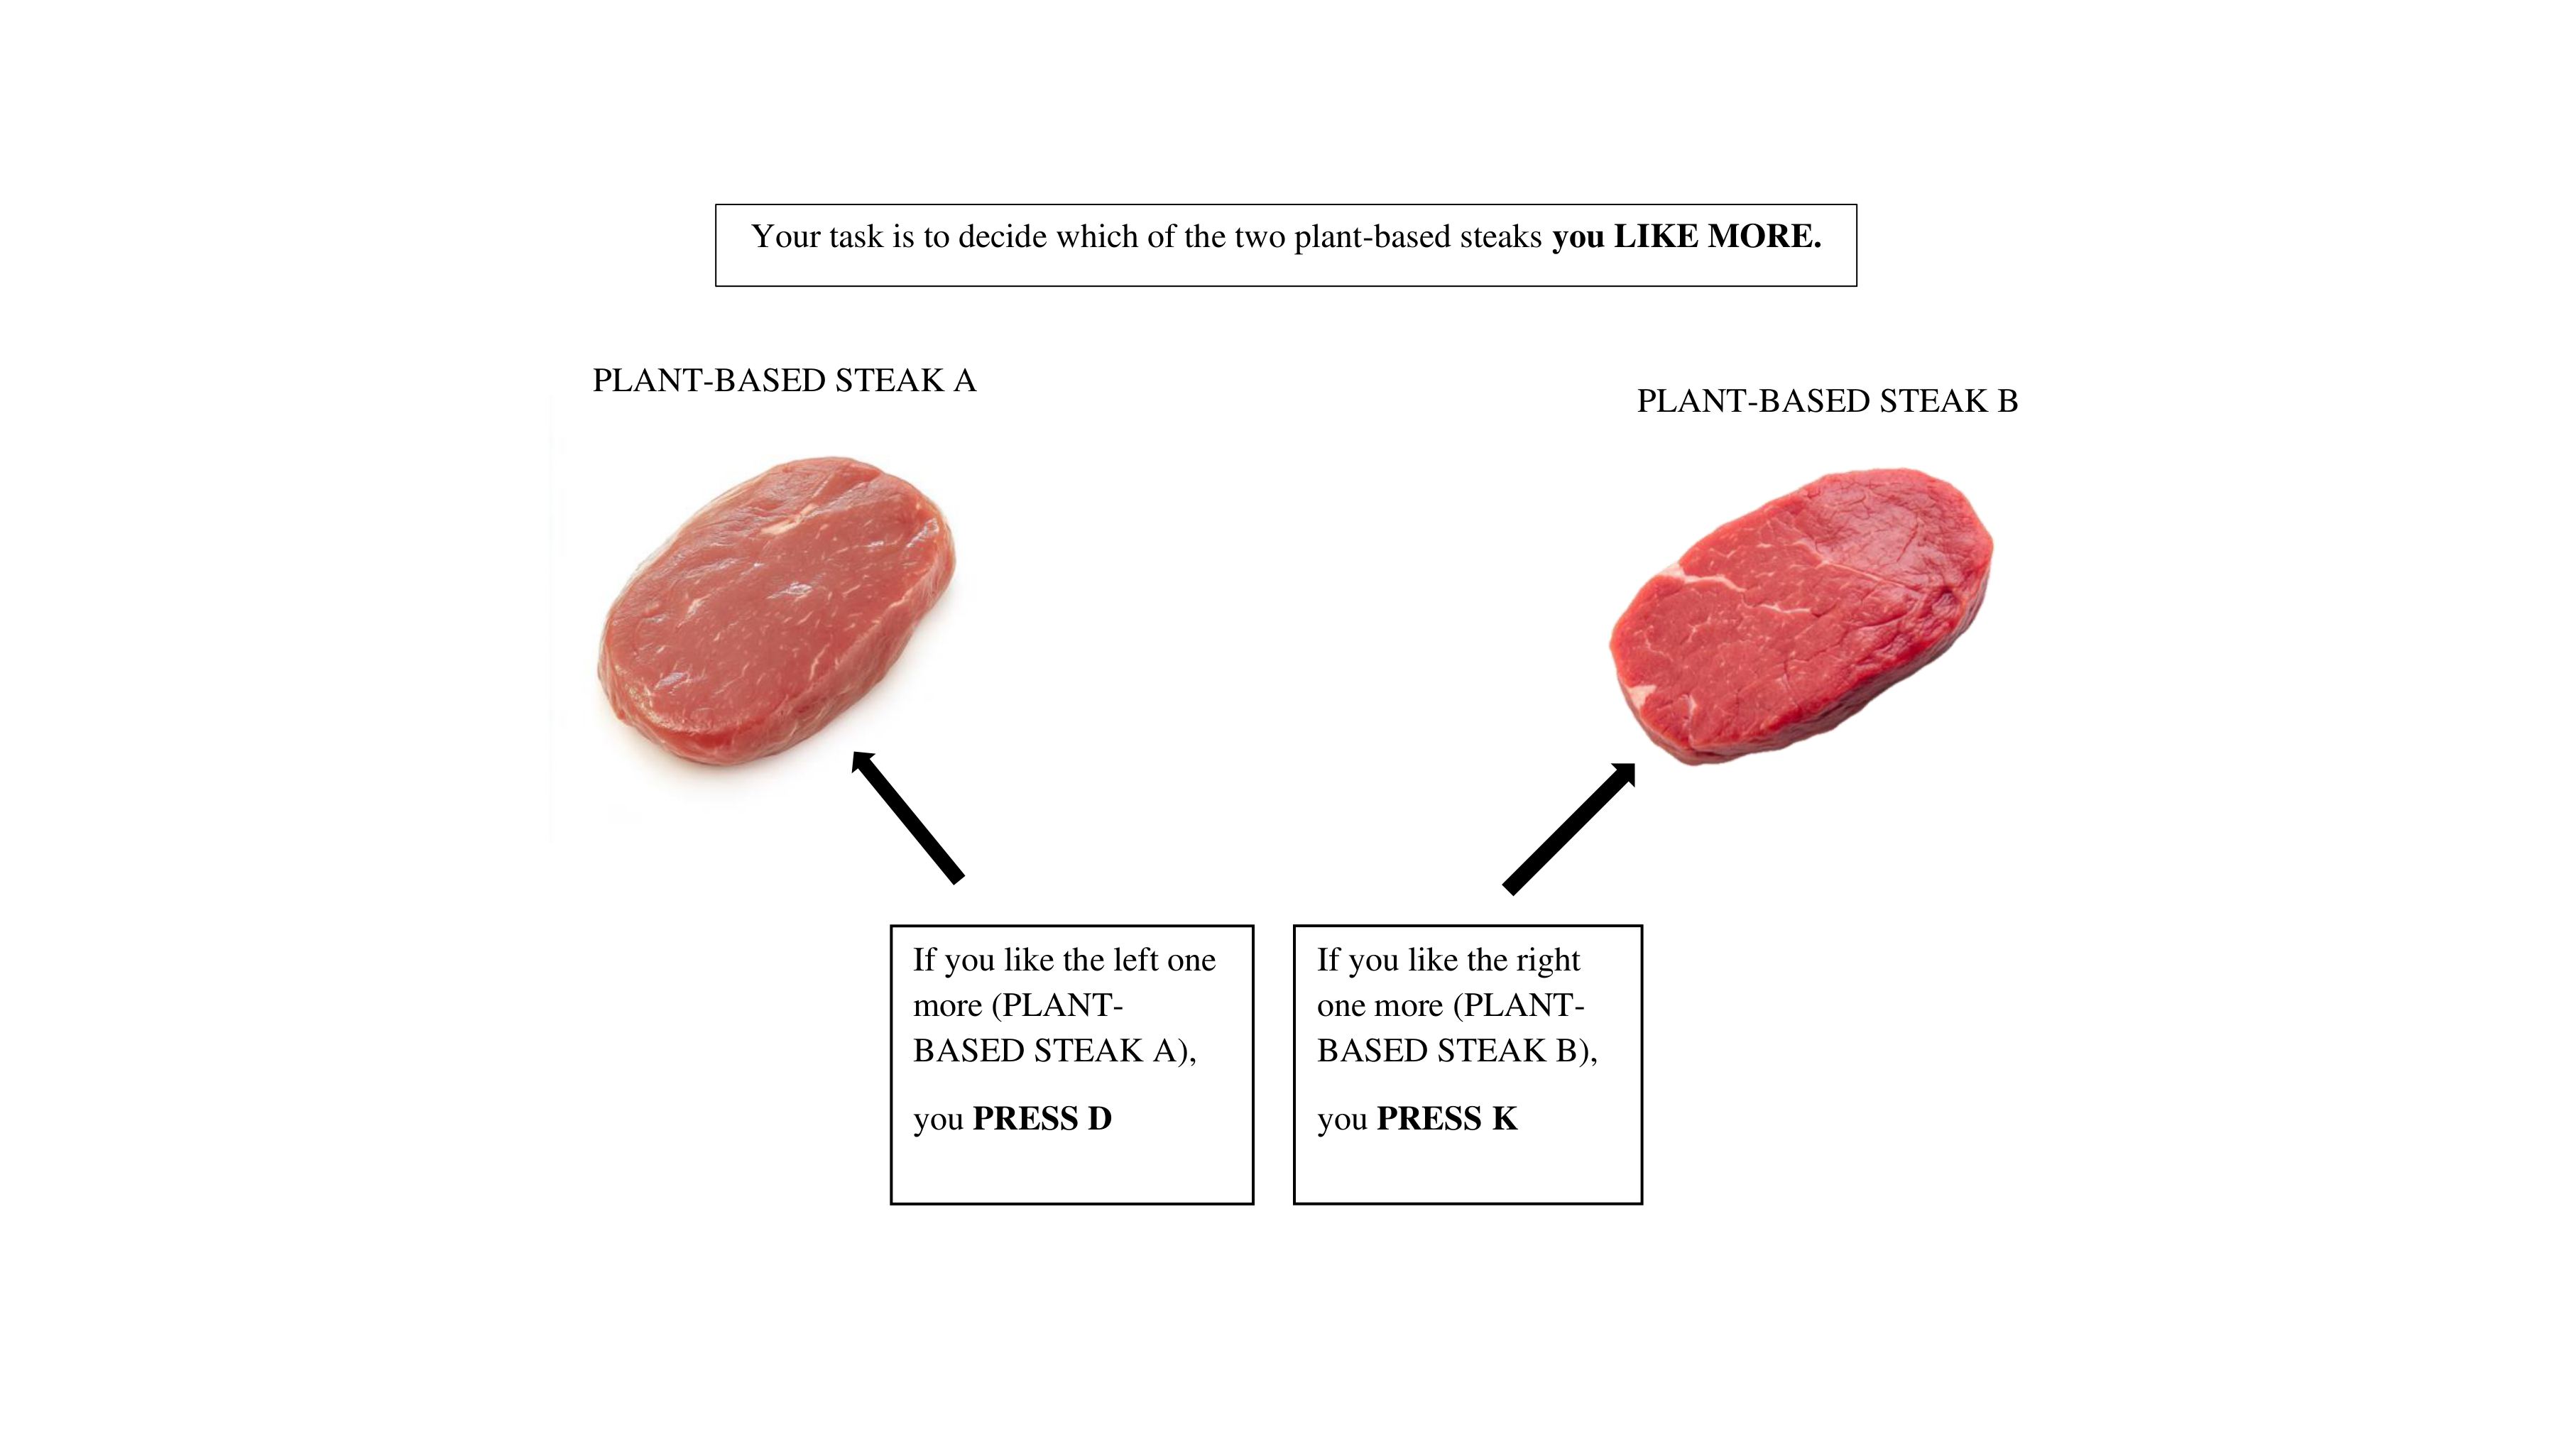 Your task is to decide which of the two plant-based steaks you LIKE MORE.
PLANT-BASED STEAK A
PLANT-BASED STEAK B
If you like the left one
more (PLANT-
BASED STEAK A),
you PRESS D
If you like the right
one more (PLANT-
BASED STEAK B),
you PRESS K